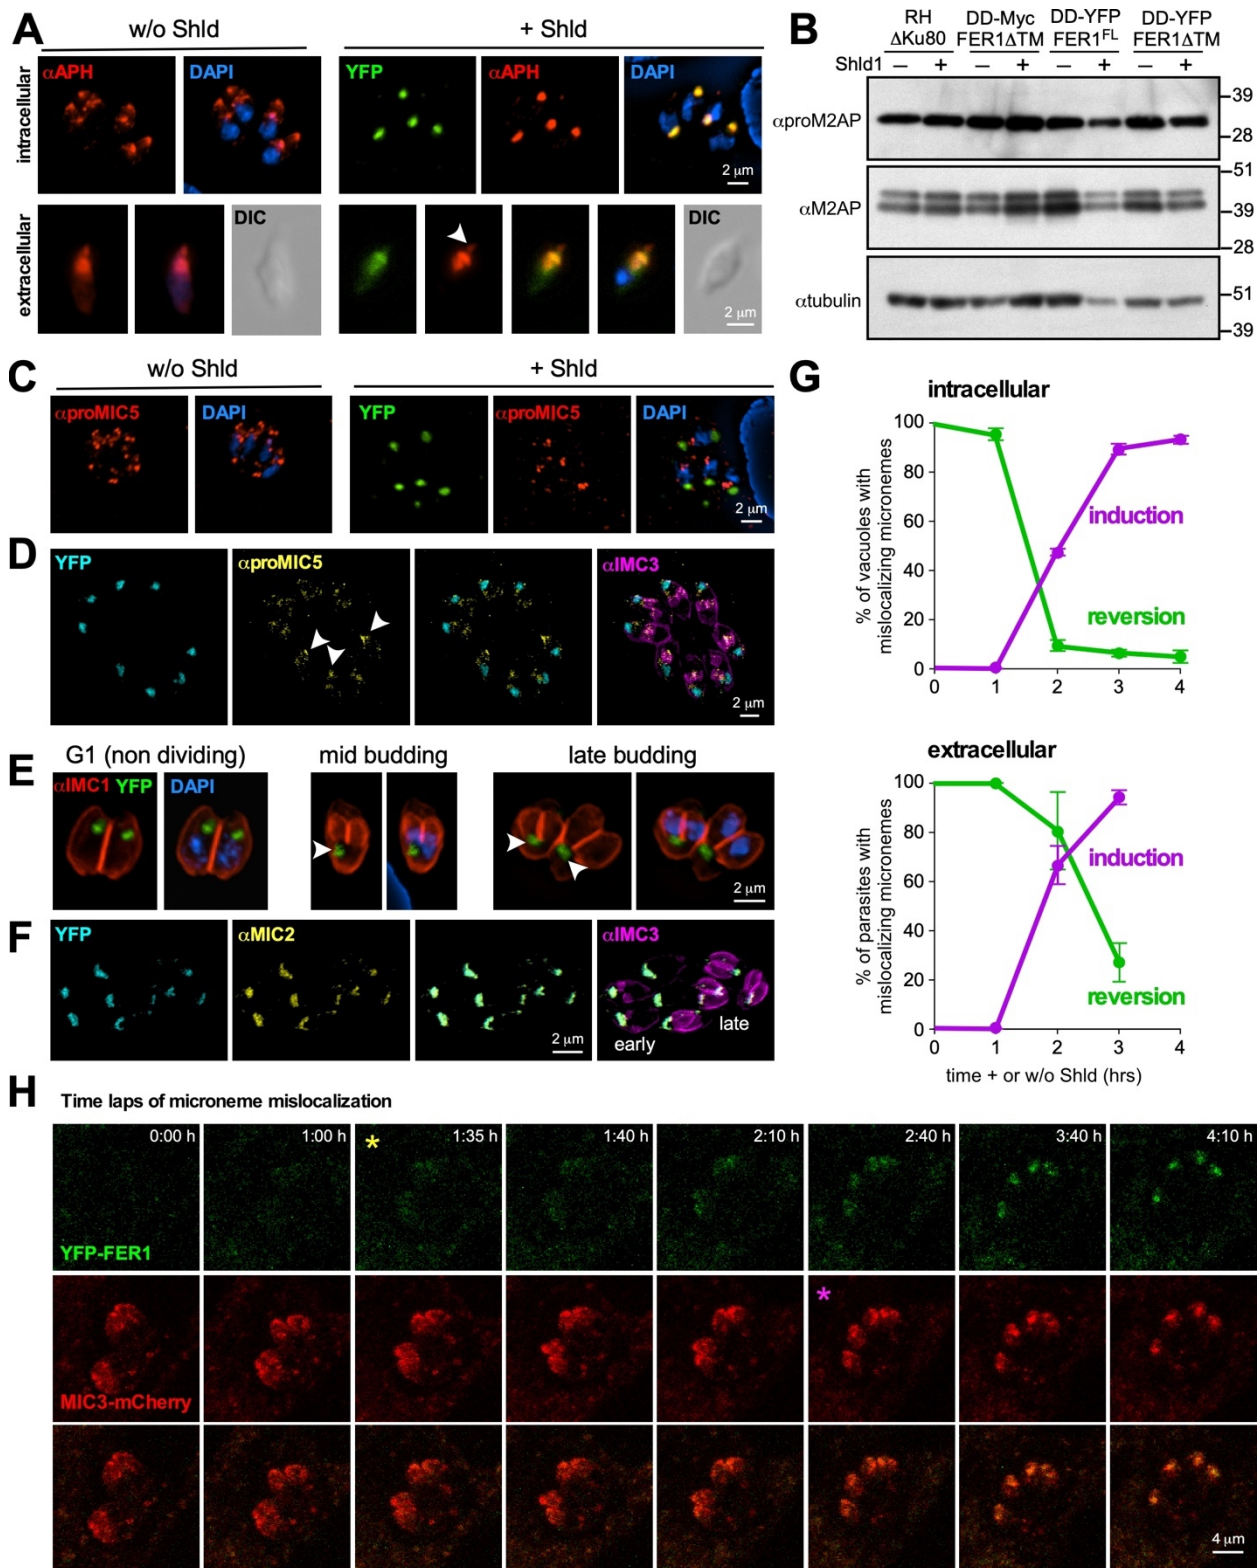 A
w/o Shld
+ Shld
intracellular
αAPH
DAPI
YFP
αAPH
DAPI
2 μm
extracellular
DIC
DIC
2 μm
B
RH
ΔKu80
DD-Myc
FER1ΔTM
DD-YFP
FER1FL
DD-YFP
FER1ΔTM
Shld1 – + – + – + – +
αproM2AP
39
28
αM2AP
51
39
28
αtubulin
51
39
C
w/o Shld
+ Shld
αproMIC5
DAPI
YFP
αproMIC5
DAPI
2 μm
D
YFP
αproMIC5
αIMC3
2 μm
E
G1 (non dividing)
mid budding
late budding
αIMC1 YFP
DAPI
2 μm
F
YFP
αMIC2
αIMC3
2 μm
early
late
G
intracellular
% of vacuoles with
mislocalizing micronemes
100
80
60
40
20
0
0 1 2 3 4
induction
reversion
extracellular
% of parasites with
mislocalizing micronemes
100
80
60
40
20
0
0 1 2 3 4
induction
reversion
time + or w/o Shld (hrs)
H
Time laps of microneme mislocalization
0:00 h
1:00 h
* 1:35 h
1:40 h
2:10 h
2:40 h
3:40 h
4:10 h
YFP-FER1
*
MIC3-mCherry
4 μm